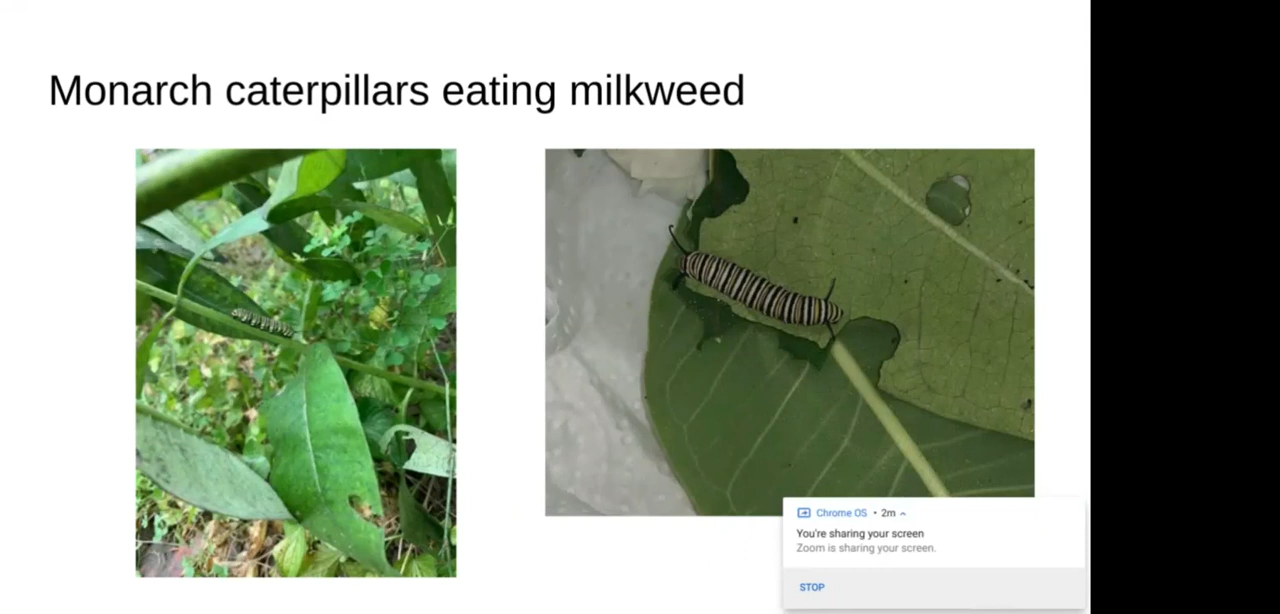 Monarch caterpillars eating milkweed
Chrome OS • 2m
You're sharing your screen
Zoom is sharing your screen.
STOP